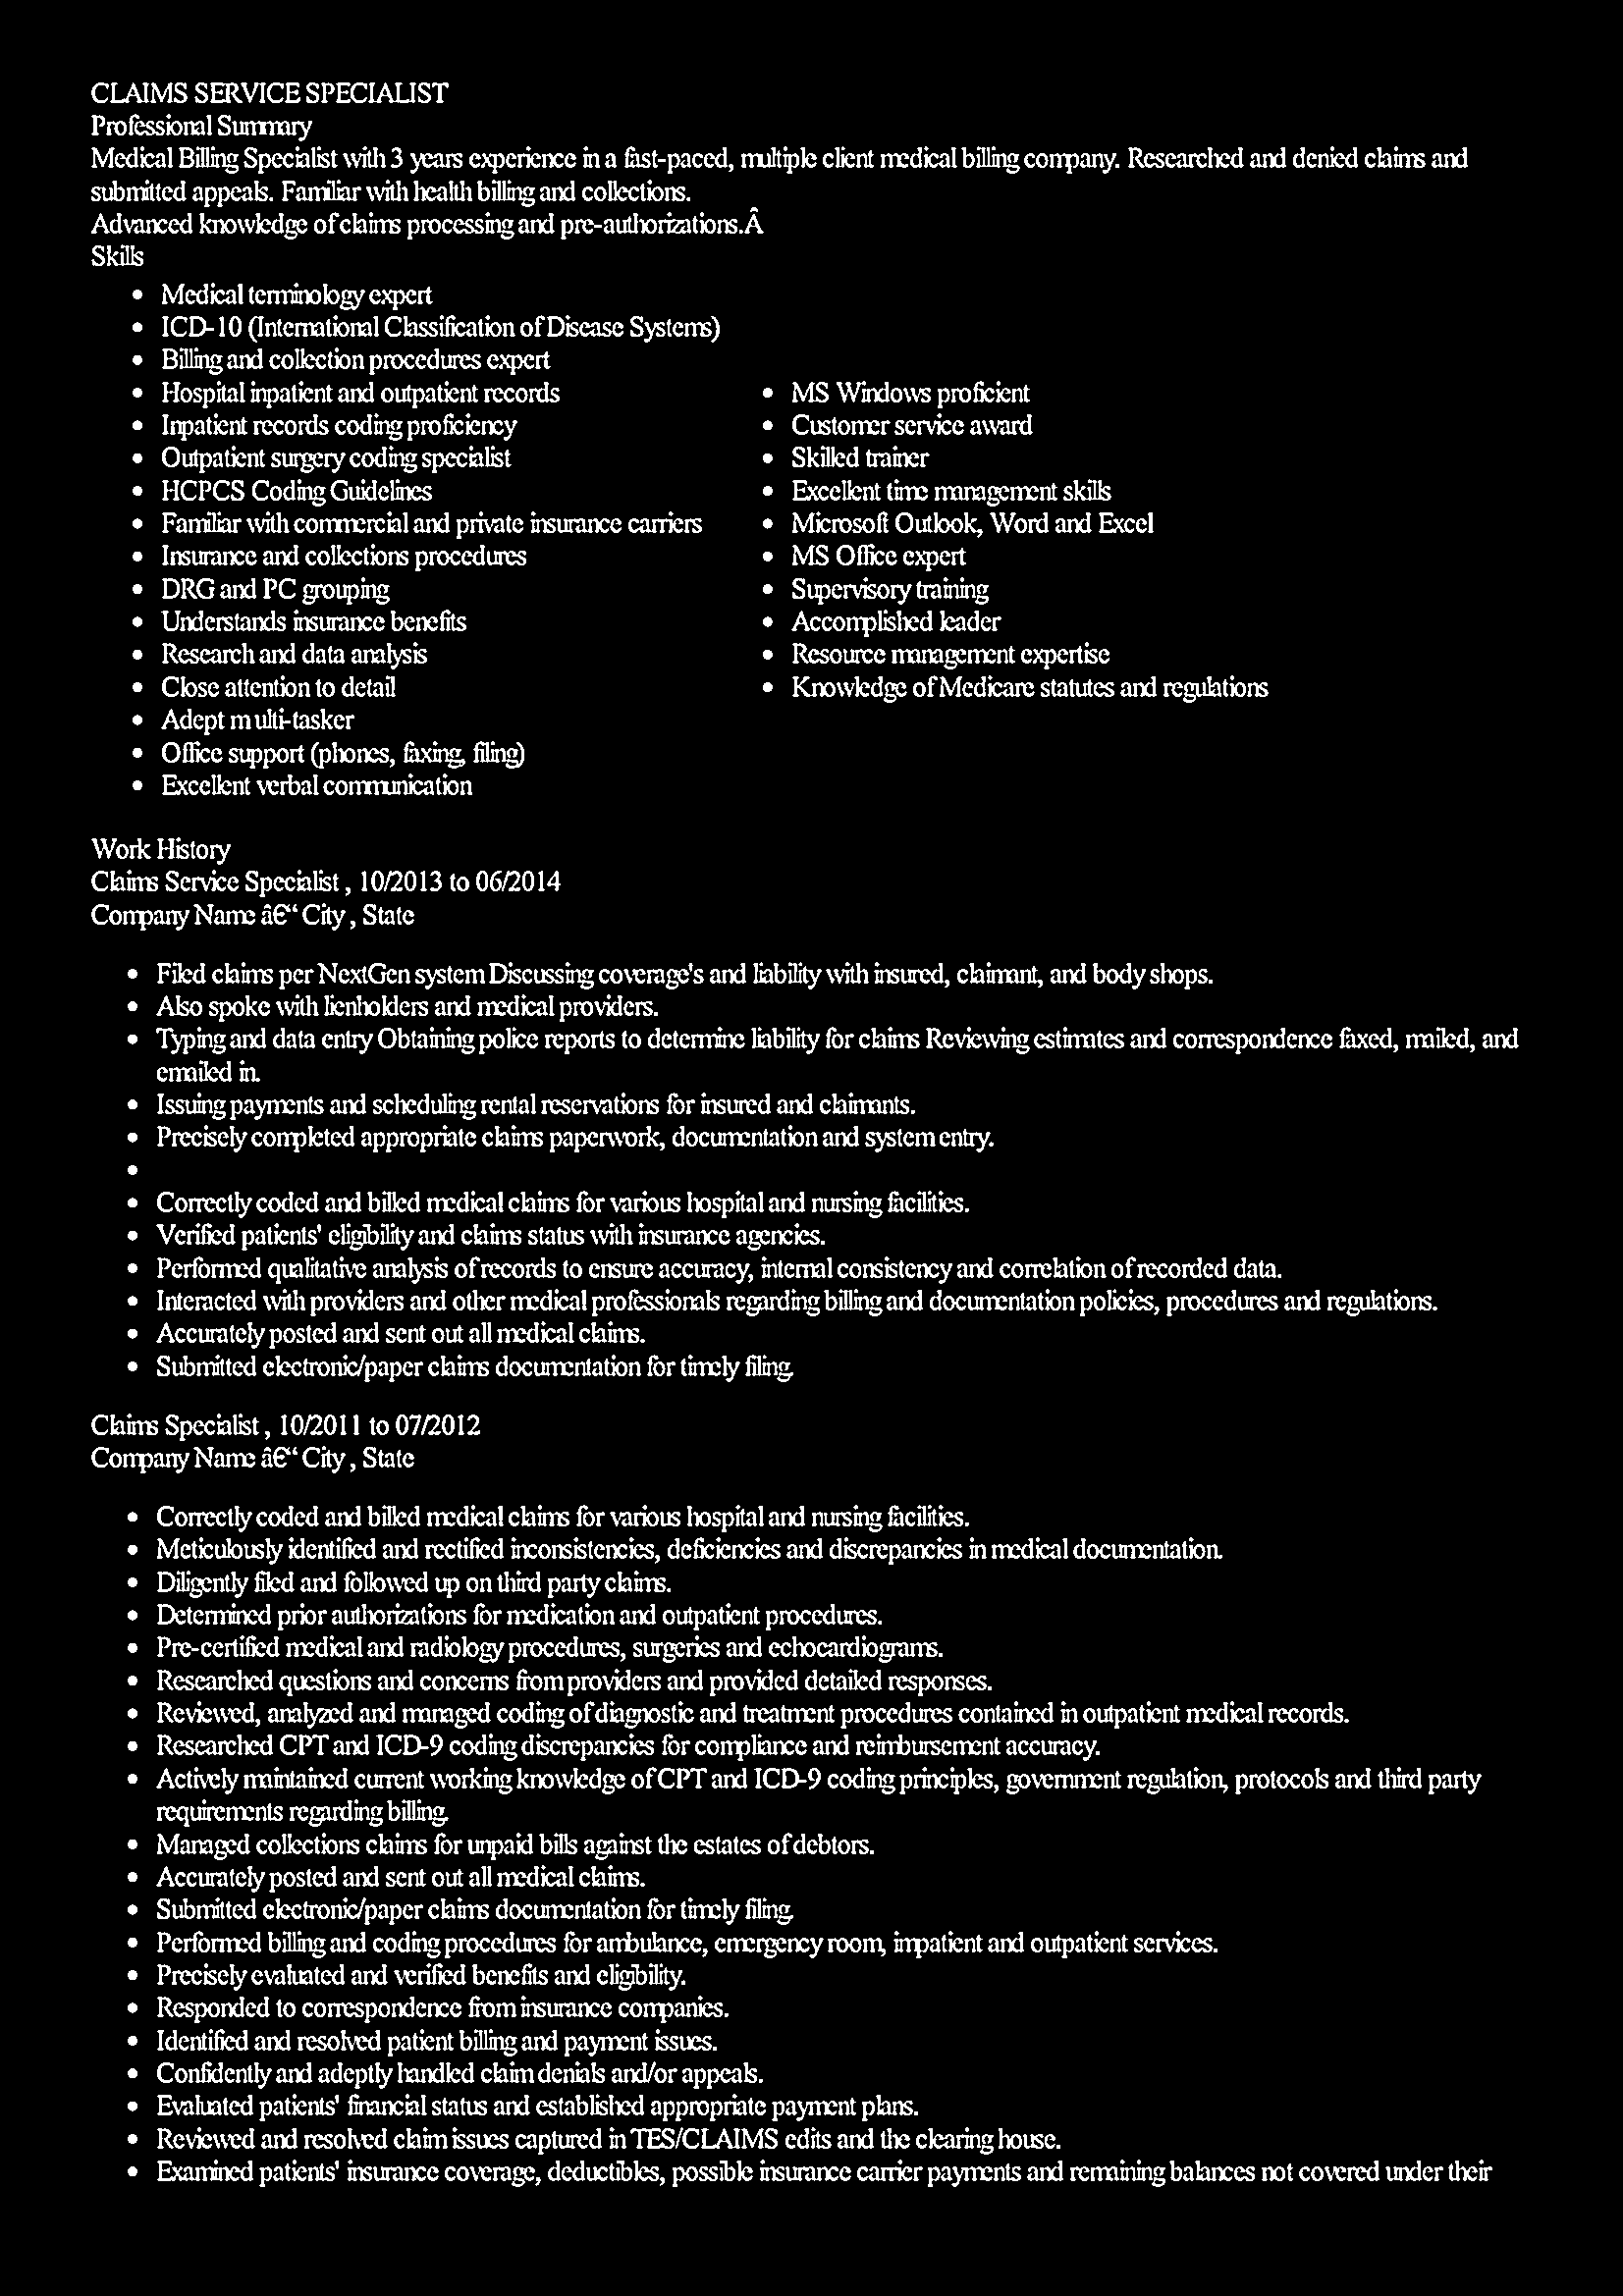 CLAIMS SERVICE SPECIALIST
Professional Summary
Medical Billing Specialist with 3 years experience in a fast-paced, multiple client medical billing company. Researched and denied claims and
submitted appeals. Familiar with health billing and collections.
Advanced knowledge of claims processing and pre-authorizations.Â
Skills
• Medical terminology expert
• ICD-10 (International Classification of Disease Systems)
• Billing and collection procedures expert
• Hospital inpatient and outpatient records
• Inpatient records coding proficiency
• Outpatient surgery coding specialist
• HCPCS Coding Guidelines
• Familiar with commercial and private insurance carriers
• Insurance and collections procedures
• DRG and PC grouping
• Understands insurance benefits
• Research and data analysis
• Close attention to detail
• Adept multi-tasker
• Office support (phones, faxing, filing)
• Excellent verbal communication
• MS Windows proficient
• Customer service award
• Skilled trainer
• Excellent time management skills
• Microsoft Outlook, Word and Excel
• MS Office expert
• Supervisory training
• Accomplished leader
• Resource management expertise
• Knowledge of Medicare statutes and regulations
Work History
Claims Service Specialist , 10/2013 to 06/2014
Company Name â€“ City , State
• Filed claims per NextGen system Discussing coverage's and liability with insured, claimant, and body shops.
• Also spoke with lienholders and medical providers.
• Typing and data entry Obtaining police reports to determine liability for claims Reviewing estimates and correspondence faxed, mailed, and
emailed in.
• Issuing payments and scheduling rental reservations for insured and claimants.
• Precisely completed appropriate claims paperwork, documentation and system entry.
•
• Correctly coded and billed medical claims for various hospital and nursing facilities.
• Verified patients' eligibility and claims status with insurance agencies.
• Performed qualitative analysis of records to ensure accuracy, internal consistency and correlation of recorded data.
• Interacted with providers and other medical professionals regarding billing and documentation policies, procedures and regulations.
• Accurately posted and sent out all medical claims.
• Submitted electronic/paper claims documentation for timely filing.
Claims Specialist , 10/2011 to 07/2012
Company Name â€“ City , State
• Correctly coded and billed medical claims for various hospital and nursing facilities.
• Meticulously identified and rectified inconsistencies, deficiencies and discrepancies in medical documentation.
• Diligently filed and followed up on third party claims.
• Determined prior authorizations for medication and outpatient procedures.
• Pre-certified medical and radiology procedures, surgeries and echocardiograms.
• Researched questions and concerns from providers and provided detailed responses.
• Reviewed, analyzed and managed coding of diagnostic and treatment procedures contained in outpatient medical records.
• Researched CPT and ICD-9 coding discrepancies for compliance and reimbursement accuracy.
• Actively maintained current working knowledge of CPT and ICD-9 coding principles, government regulation, protocols and third party
requirements regarding billing.
• Managed collections claims for unpaid bills against the estates of debtors.
• Accurately posted and sent out all medical claims.
• Submitted electronic/paper claims documentation for timely filing.
• Performed billing and coding procedures for ambulance, emergency room, impatient and outpatient services.
• Precisely evaluated and verified benefits and eligibility.
• Responded to correspondence from insurance companies.
• Identified and resolved patient billing and payment issues.
• Confidently and adeptly handled claim denials and/or appeals.
• Evaluated patients' financial status and established appropriate payment plans.
• Reviewed and resolved claim issues captured in TES/CLAIMS edits and the clearing house.
• Examined patients' insurance coverage, deductibles, possible insurance carrier payments and remaining balances not covered under their